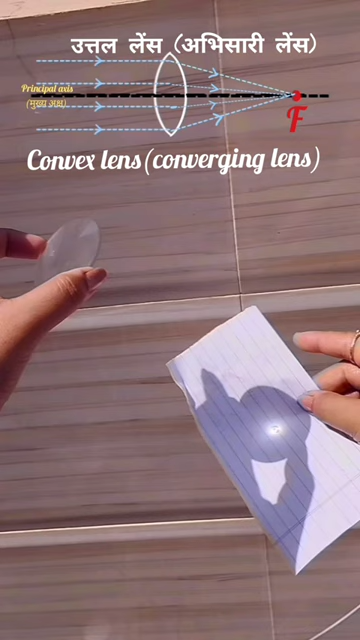 उत्तल लेंस (अभिसारी लेंस)
Principal axis
(मुख्य अक्ष)
F
Convex lens(converging lens)